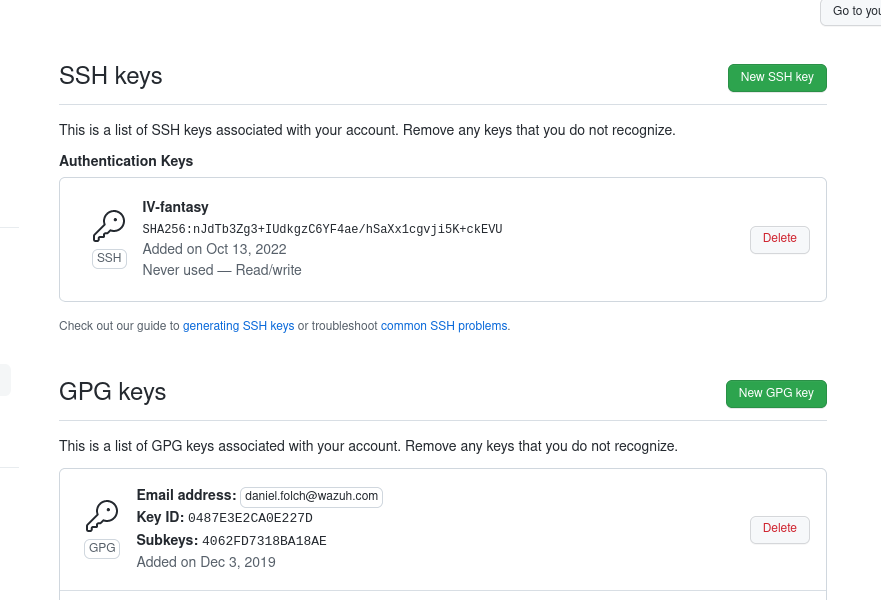 Go to you
SSH keys
New SSH key
This is a list of SSH keys associated with your account. Remove any keys that you do not recognize.
Authentication Keys
IV-fantasy
SHA256:nJdTb3Zg3+IUdkgzC6YF4ae/hSaXx1cgvji5K+ckEVU
Added on Oct 13, 2022
Never used — Read/write
SSH
Delete
Check out our guide to generating SSH keys or troubleshoot common SSH problems.
GPG keys
New GPG key
This is a list of GPG keys associated with your account. Remove any keys that you do not recognize.
Email address: daniel.folch@wazuh.com
Key ID: 0487E3E2CA0E227D
Subkeys: 4062FD7318BA18AE
Added on Dec 3, 2019
GPG
Delete